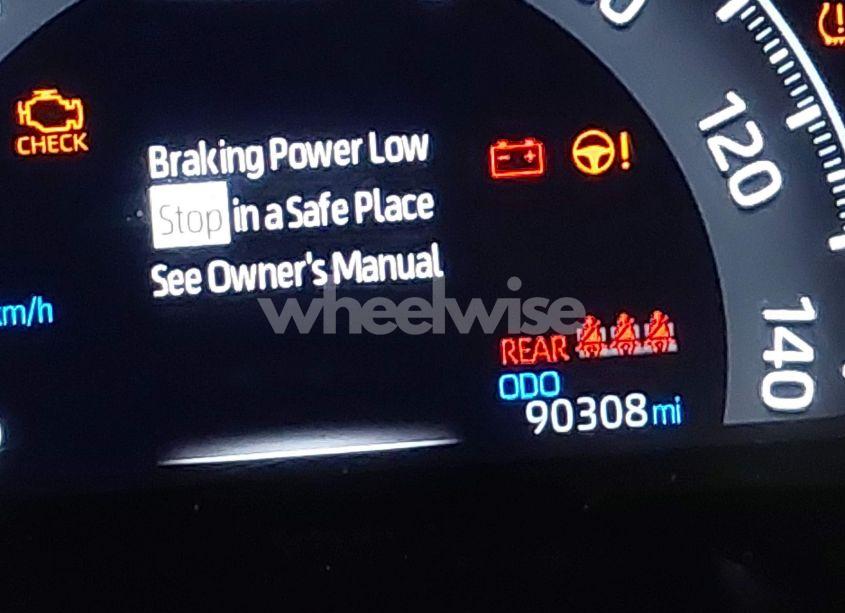 CHECK
Braking Power Low
Stop in a Safe Place
See Owner's Manual
km/h
wheelwise
REAR
ODO
90308 mi
120
140